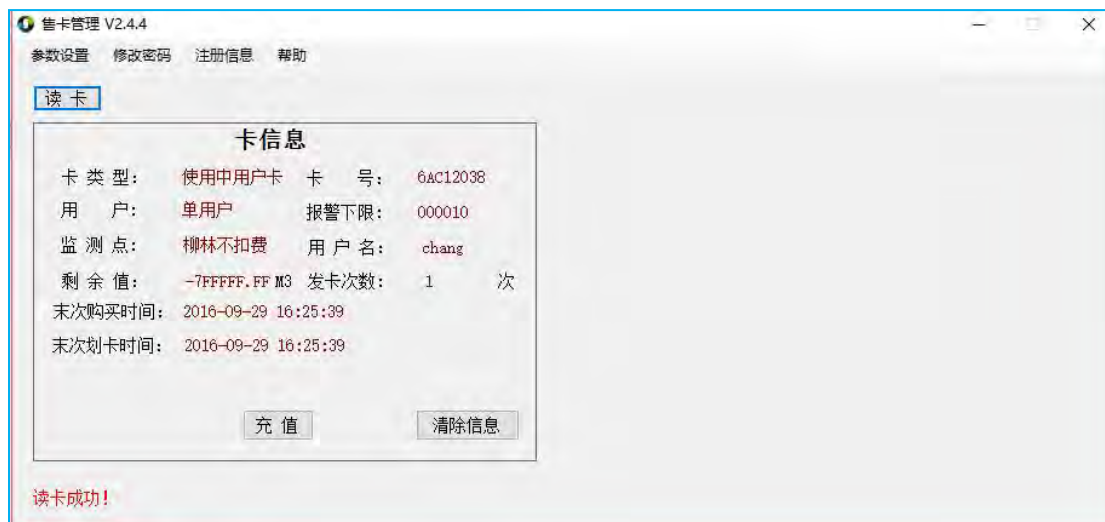 售卡管理 V2.4.4
参数设置 修改密码 注册信息 帮助
读 卡
卡信息
卡 类 型： 使用中用户卡 卡 号： 6AC12038
用 户： 单用户 报警下限： 000010
监 测 点： 柳林不扣费 用 户 名： chang
剩 余 值： -7FFFFF.FF M3 发卡次数： 1 次
末次购买时间： 2016-09-29 16:25:39
末次划卡时间： 2016-09-29 16:25:39
充 值 清除信息
读卡成功！